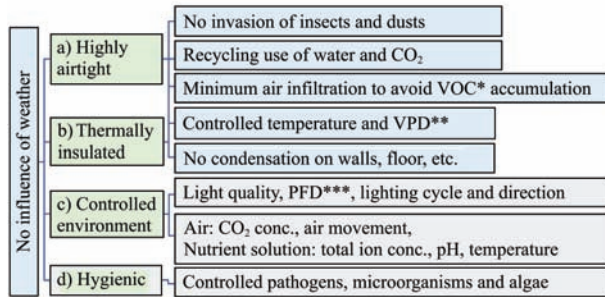 No influence of weather
a) Highly
airtight
No invasion of insects and dusts
Recycling use of water and CO₂
Minimum air infiltration to avoid VOC* accumulation
b) Thermally
insulated
Controlled temperature and VPD**
No condensation on walls, floor, etc.
c) Controlled
environment
Light quality, PFD***, lighting cycle and direction
Air: CO₂ conc., air movement,
Nutrient solution: total ion conc., pH, temperature
d) Hygienic
Controlled pathogens, microorganisms and algae